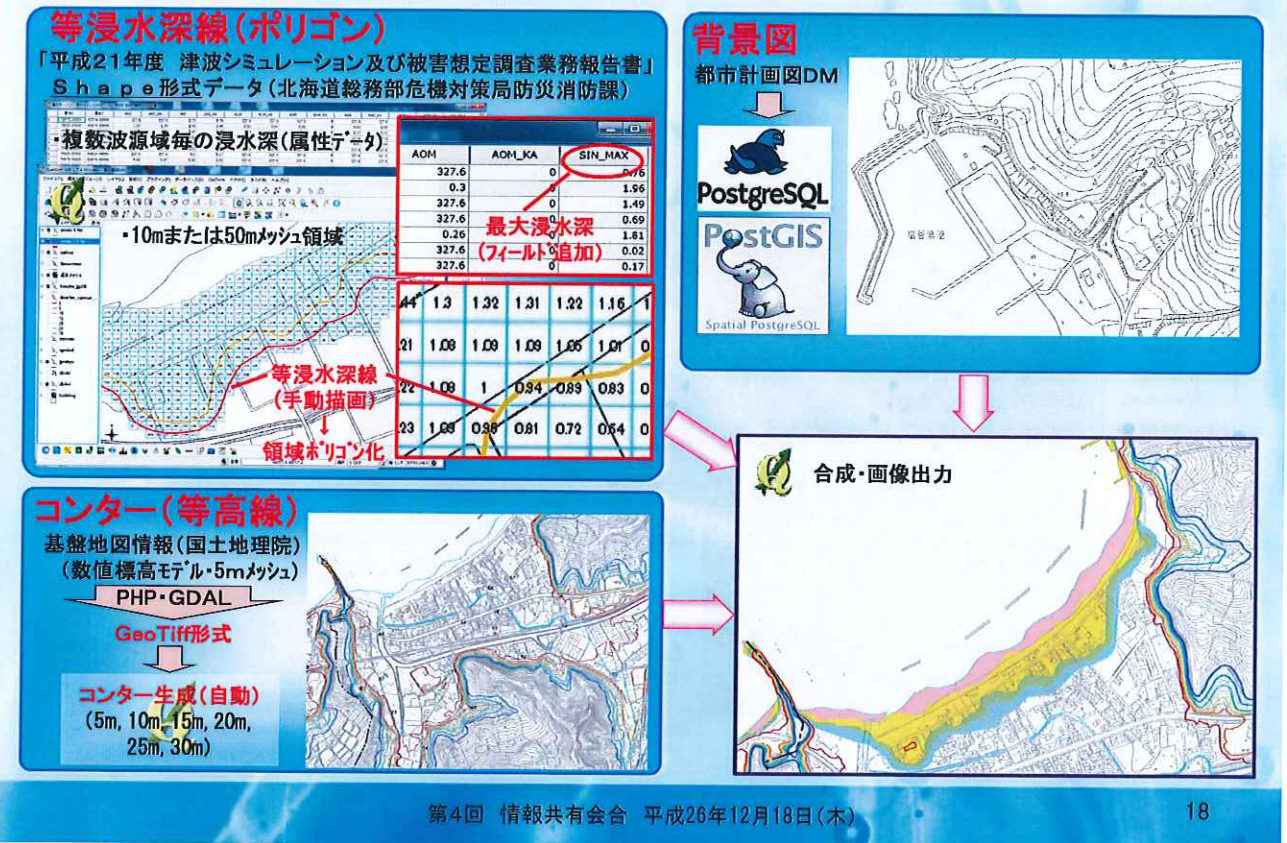 等浸水深線(ポリゴン)
「平成21年度 津波シミュレーション及び被害想定調査業務報告書」
Shape形式データ(北海道総務部危機対策局防災消防課)
・複数波源域毎の浸水深(属性データ)
・10mまたは50mメッシュ領域
AOM AOM_KA SIN_MAX
327.6 0 0.76
0.3 0 1.96
327.6 0 1.49
327.6 0 0.69
0.26 0 1.81
327.6 0 0.02
327.6 0 0.17
最大浸水深
(フィールド追加)
1.3 1.32 1.31 1.22 1.16
1.08 1.09 1.09 1.05 1.01
1.09 1 0.94 0.89 0.83
1.09 0.81 0.72 0.54
等浸水深線
(手動描画)
↓
領域ポリゴン化
背景図
都市計画図DM
PostgreSQL
PostGIS
Spatial PostgreSQL
塩谷漁港
コンター(等高線)
基盤地図情報(国土地理院)
(数値標高モデル・5mメッシュ)
PHP・GDAL
GeoTiff形式
コンター生成(自動)
(5m, 10m, 15m, 20m,
25m, 30m)
合成・画像出力
第4回 情報共有会合 平成26年12月18日(木)
18